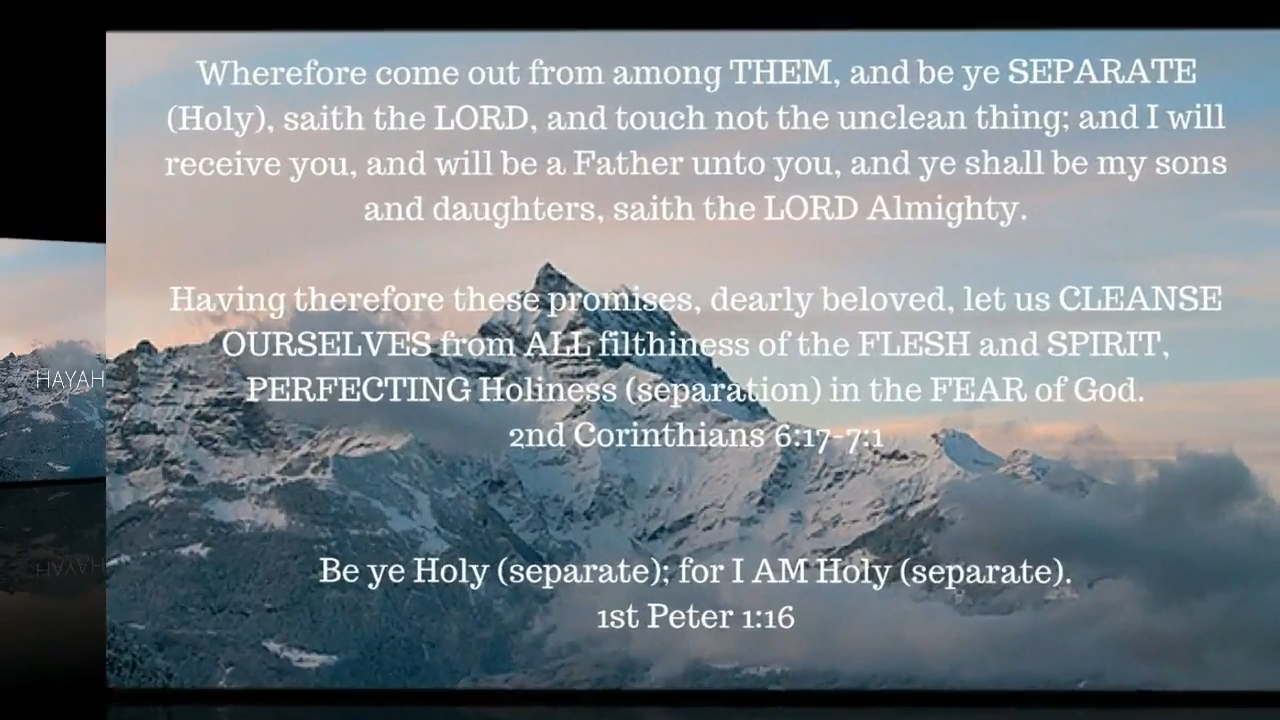 Wherefore come out from among THEM, and be ye SEPARATE
(Holy), saith the LORD, and touch not the unclean thing; and I will
receive you, and will be a Father unto you, and ye shall be my sons
and daughters, saith the LORD Almighty.
Having therefore these promises, dearly beloved, let us CLEANSE
OURSELVES from ALL filthiness of the FLESH and SPIRIT,
PERFECTING Holiness (separation) in the FEAR of God.
2nd Corinthians 6:17-7:1
Be ye Holy (separate); for I AM Holy (separate).
1st Peter 1:16
HAYAH